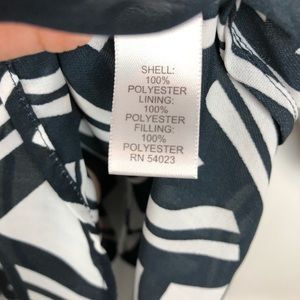 SHELL:
100%
POLYESTER
LINING:
100%
POLYESTER
FILLING:
100%
POLYESTER
RN 54023